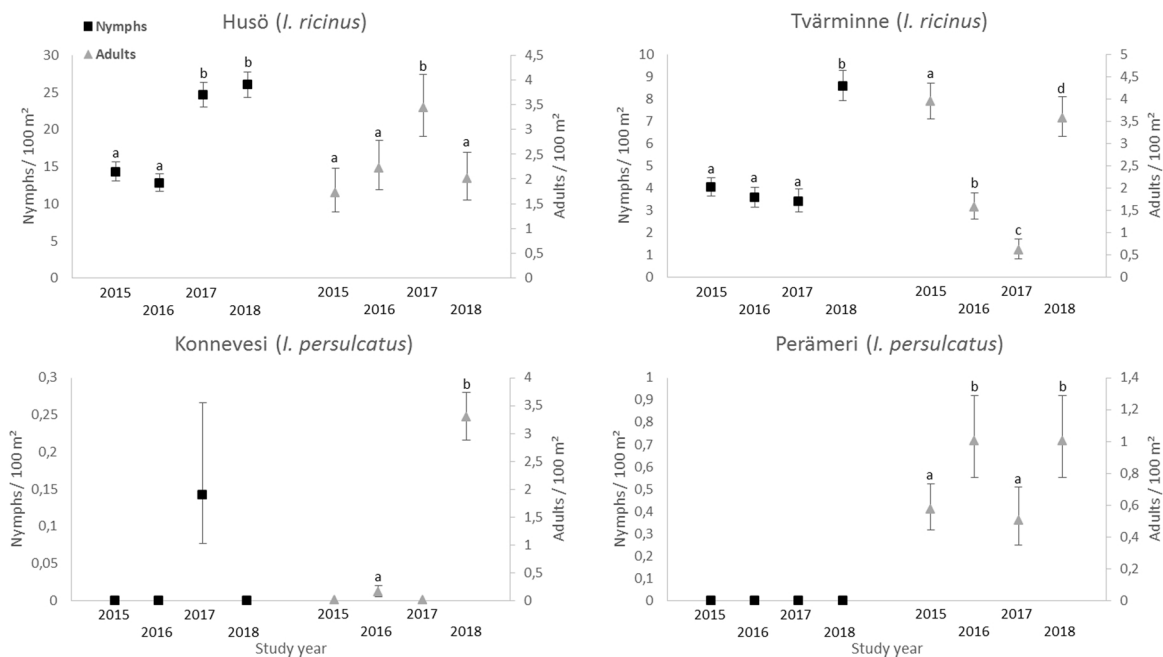 Husö (I. ricinus)
Nymphs
Adults
Nymphs / 100 m²
30
25
20
15
10
5
0
a
a
b
b
a
a
b
a
4,5
4
3,5
3
2,5
2
1,5
1
0,5
0
Adults / 100 m²
2015
2016
2017
2018
2015
2016
2017
2018
Tvärminne (I. ricinus)
Nymphs / 100 m²
10
9
8
7
6
5
4
3
2
1
0
a
a
a
b
a
b
c
d
5
4,5
4
3,5
3
2,5
2
1,5
1
0,5
0
Adults / 100 m²
2015
2016
2017
2018
2015
2016
2017
2018
Konnevesi (I. persulcatus)
Nymphs / 100 m²
0,3
0,25
0,2
0,15
0,1
0,05
0
a
b
4
3,5
3
2,5
2
1,5
1
0,5
0
Adults / 100 m²
2015
2016
2017
2018
2015
2016
2017
2018
Study year
Perämeri (I. persulcatus)
Nymphs / 100 m²
1
0,9
0,8
0,7
0,6
0,5
0,4
0,3
0,2
0,1
0
a
b
a
b
1,4
1,2
1
0,8
0,6
0,4
0,2
0
Adults / 100 m²
2015
2016
2017
2018
2015
2016
2017
2018
Study year